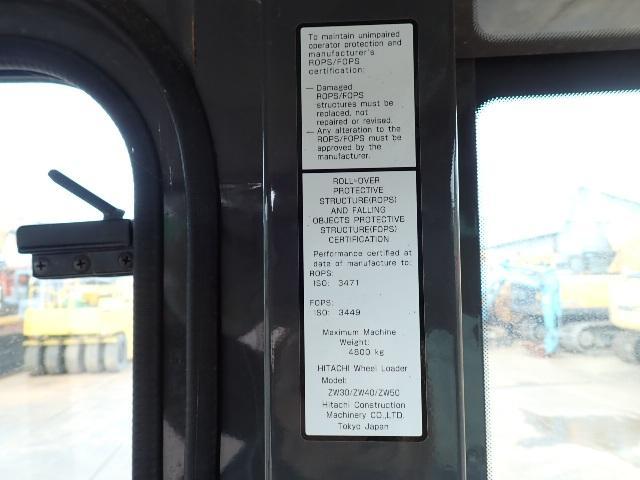 To maintain unimpaired
operator protection and
manufacturer's
ROPS/FOPS
certification:
— Damaged
ROPS/FOPS
structures must be
replaced, not
repaired or revised.
— Any alteration to the
ROPS/FOPS must be
approved by the
manufacturer.
ROLL-OVER
PROTECTIVE
STRUCTURE(ROPS)
AND FALLING
OBJECTS PROTECTIVE
STRUCTURE(FOPS)
CERTIFICATION
Performance certified at
date of manufacture to:
ROPS:
ISO: 3471
FOPS:
ISO: 3449
Maximum Machine
Weight:
4800 kg
HITACHI Wheel Loader
Model:
ZW30/ZW40/ZW50
Hitachi Construction
Machinery CO.,LTD.
Tokyo Japan